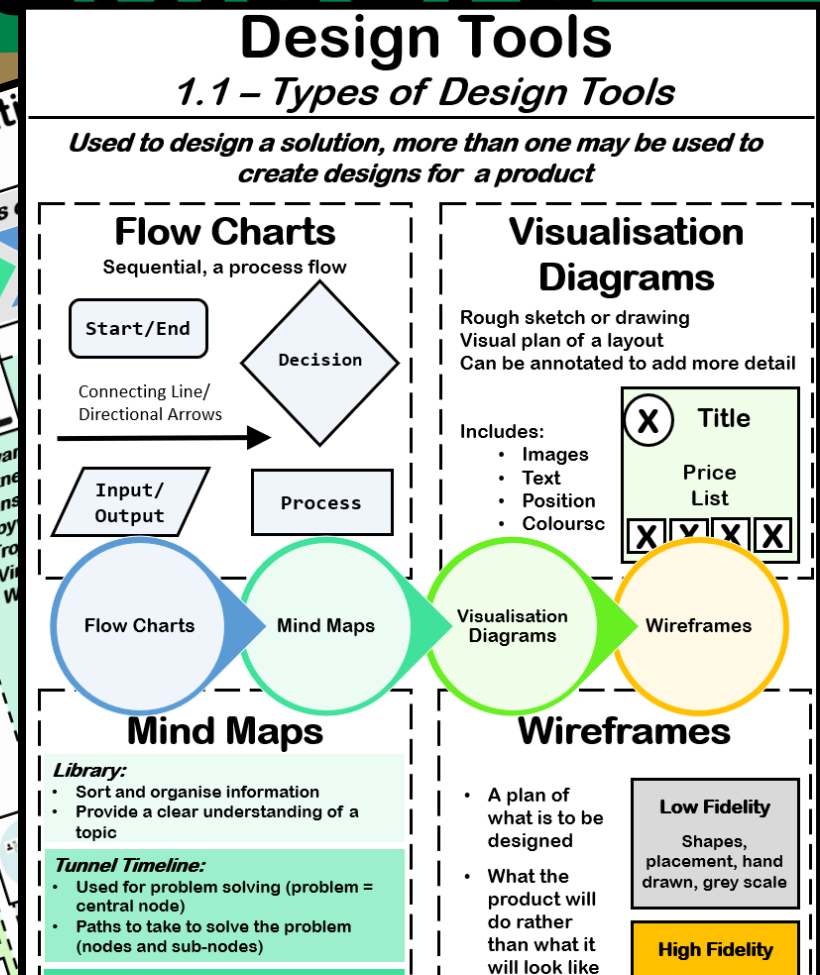 Design Tools
1.1 – Types of Design Tools
Used to design a solution, more than one may be used to
create designs for a product
Flow Charts
Sequential, a process flow
Start/End
Decision
Connecting Line/
Directional Arrows
Input/
Output
Process
Visualisation
Diagrams
Rough sketch or drawing
Visual plan of a layout
Can be annotated to add more detail
Includes:
• Images
• Text
• Position
• Coloursc
X
Title
Price
List
X X X X
Flow Charts
Mind Maps
Visualisation
Diagrams
Wireframes
Mind Maps
Library:
• Sort and organise information
• Provide a clear understanding of a
topic
Tunnel Timeline:
• Used for problem solving (problem =
central node)
• Paths to take to solve the problem
(nodes and sub-nodes)
Wireframes
• A plan of
what is to be
designed
• What the
product will
do rather
than what it
will look like
Low Fidelity
Shapes,
placement, hand
drawn, grey scale
High Fidelity